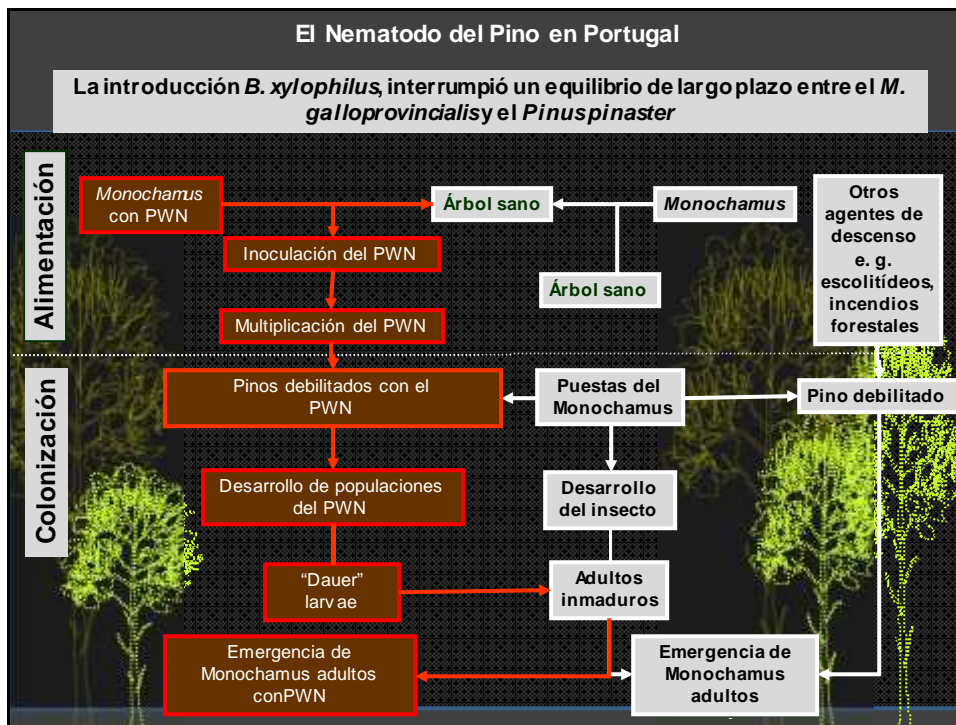 El Nematodo del Pino en Portugal
La introducción B. xylophilus, interrumpió un equilibrio de largo plazo entre el M.
galloprovincialis y el Pinus pinaster
Alimentación
Monochamus
con PWN
Árbol sano
Monochamus
Otros
agentes de
descenso
e. g.
escolitídeos,
incendios
forestales
Inoculación del PWN
Árbol sano
Multiplicación del PWN
Colonización
Pinos debilitados con el
PWN
Puestas del
Monochamus
Pino debilitado
Desarrollo de populaciones
del PWN
Desarrollo
del insecto
“Dauer”
larvae
Adultos
inmaduros
Emergencia de
Monochamus adultos
conPWN
Emergencia de
Monochamus
adultos